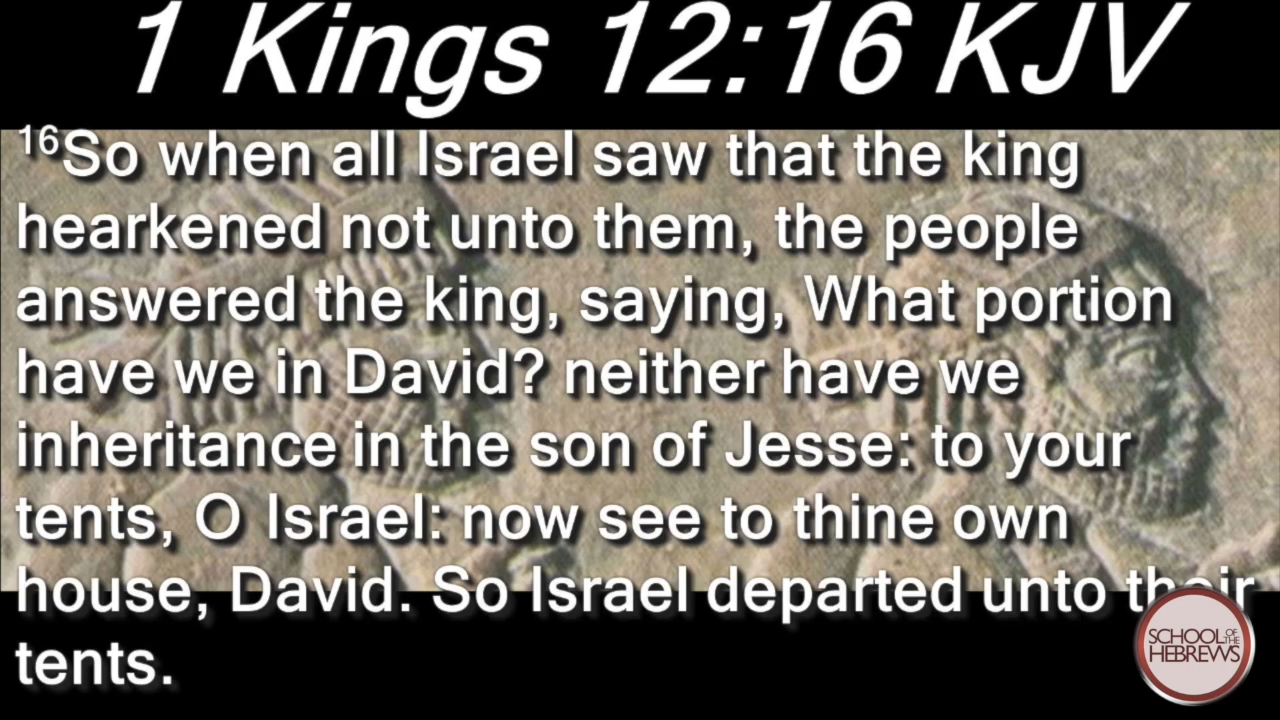 1 Kings 12:16 KJV
16So when all Israel saw that the king
hearkened not unto them, the people
answered the king, saying, What portion
have we in David? neither have we
inheritance in the son of Jesse: to your
tents, O Israel: now see to thine own
house, David. So Israel departed unto their
tents.
SCHOOL OF THE
HEBREWS